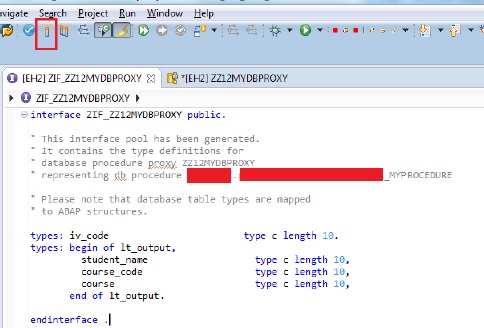 avigate Search Project Run Window Help
[EH2] ZIF_ZZ12MYDBPROXY *[EH2] ZZ12MYDBPROXY
ZIF_ZZ12MYDBPROXY
interface ZIF_ZZ12MYDBPROXY public.
" This interface pool has been generated.
" It contains the type definitions for
" database procedure proxy ZZ12MYDBPROXY
" representing db procedure . _MYPROCEDURE
" Please note that database table types are mapped
" to ABAP structures.
types: iv_code type c length 10.
types: begin of lt_output,
student_name type c length 10,
course_code type c length 10,
course type c length 10,
end of lt_output.
endinterface .